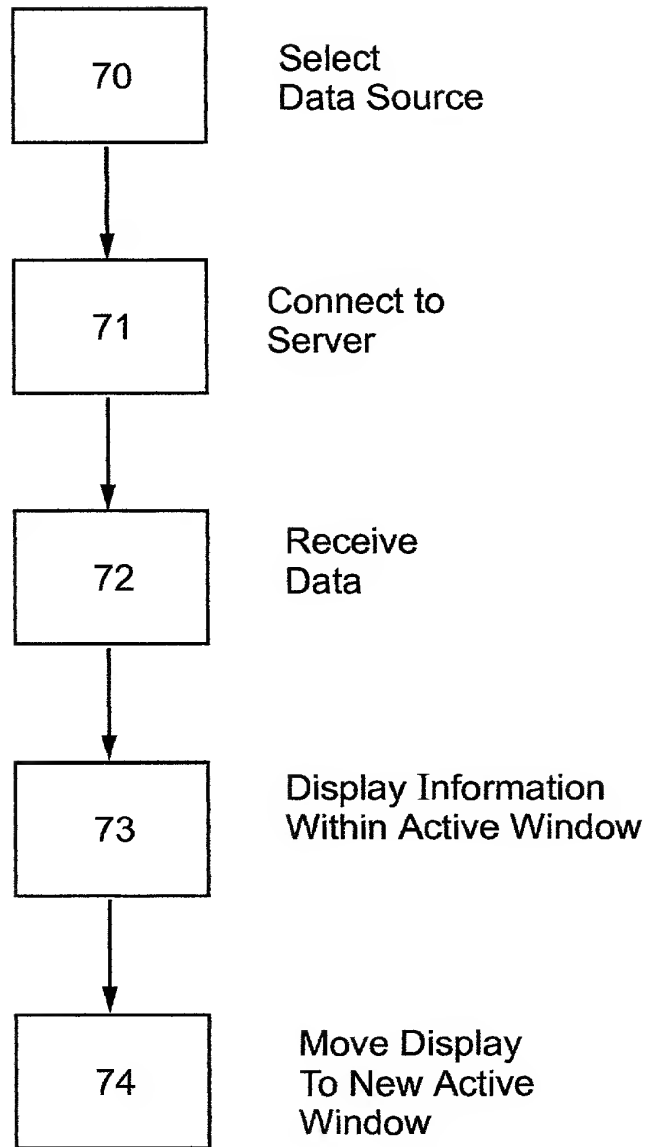 70
Select
Data Source
71
Connect to
Server
72
Receive
Data
73
Display Information
Within Active Window
74
Move Display
To New Active
Window